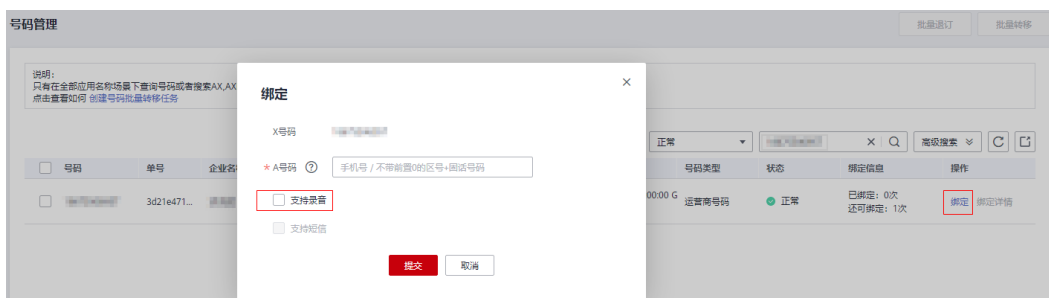 号码管理
批量退订
批量转移
说明：
只有在全部应用名称场景下查询号码或者搜索AX,AX
点击查看如何 创建号码批量转移任务
绑定
X号码
* A号码 手机号 / 不带前置0的区号+固话号码
支持录音
支持短信
提交 取消
正常
高级搜索
号码 单号 企业名 号码类型 状态 绑定信息 操作
3d21e471... 00:00 G 运营商号码 正常 已绑定：0次 绑定 绑定详情
还可绑定：1次